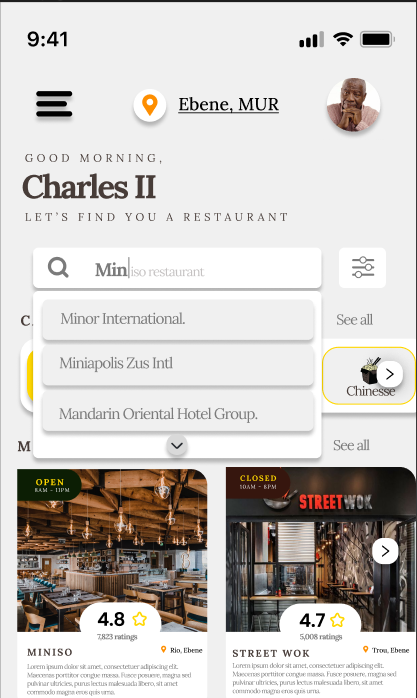 9:41
Ebene, MUR
GOOD MORNING,
Charles II
LET'S FIND YOU A RESTAURANT
Miniso restaurant
C
See all
Minor International.
Miniapolis Zus Intl
Mandarin Oriental Hotel Group.
Chinesse
M
See all
OPEN
8AM - 11PM
CLOSED
10AM - 8PM
STREETWOK
4.8
7,823 ratings
4.7
5,008 ratings
MINISO
Rio, Ebene
Lorem ipsum dolor sit amet, consectetuer adipiscing elit.
Maecenas porttitor congue massa. Fusce posuere, magna sed
pulvinar ultricies, purus lectus malesuada libero, sit amet
commodo magna eros quis urna.
STREET WOK
Trou, Ebene
Lorem ipsum dolor sit amet, consectetuer adipiscing elit.
Maecenas porttitor congue massa. Fusce posuere, magna sed
pulvinar ultricies, purus lectus malesuada libero, sit amet
commodo magna eros quis urna.